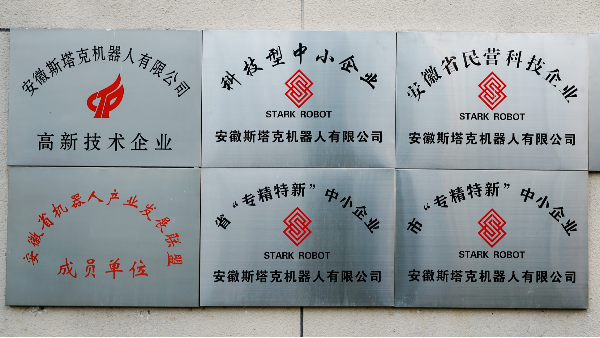 安徽斯塔克机器人有限公司
高新技术企业
科技型中小企业
STARK ROBOT
安徽斯塔克机器人有限公司
安徽省民营科技企业
STARK ROBOT
安徽斯塔克机器人有限公司
安徽省机器人产业发展联盟
成员单位
省“专精特新”中小企业
STARK ROBOT
安徽斯塔克机器人有限公司
市“专精特新”中小企业
STARK ROBOT
安徽斯塔克机器人有限公司